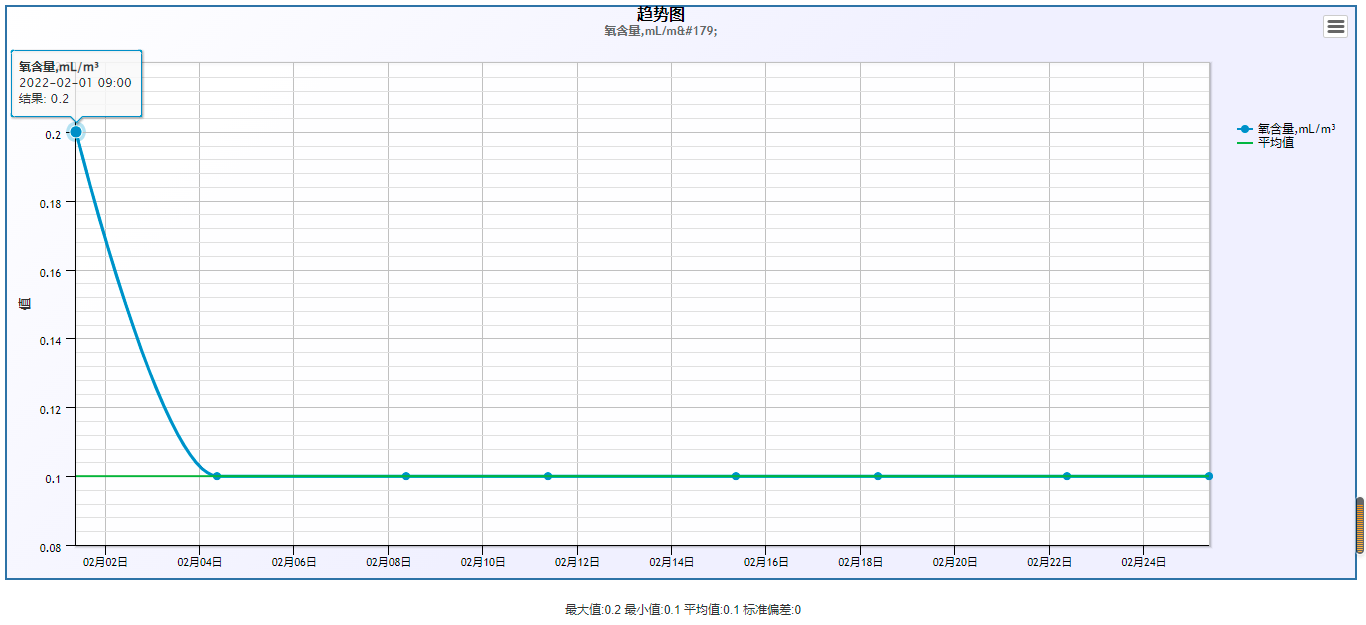 趋势图
氧含量,mL/m&#179;
氧含量,mL/m³
2022-02-01 09:00
结果: 0.2
0.2
0.18
0.16
0.14
0.12
0.1
0.08
值
02月02日
02月04日
02月06日
02月08日
02月10日
02月12日
02月14日
02月16日
02月18日
02月20日
02月22日
02月24日
氧含量,mL/m³
平均值
最大值:0.2 最小值:0.1 平均值:0.1 标准偏差:0